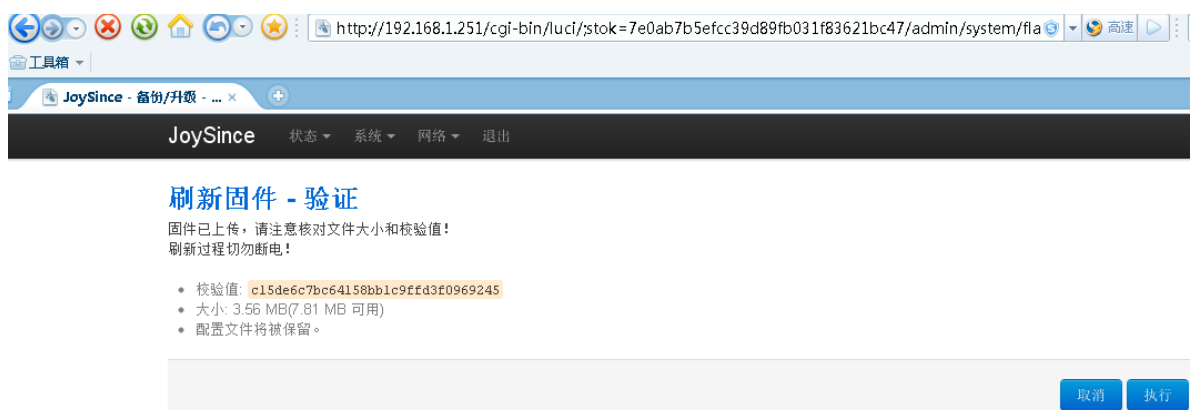 http://192.168.1.251/cgi-bin/luci/;stok=7e0ab7b5efcc39d89fb031f83621bc47/admin/system/fla
高速
工具箱
JoySince - 备份/升级 - ... ×
JoySince 状态 系统 网络 退出
刷新固件 - 验证
固件已上传，请注意核对文件大小和校验值！
刷新过程切勿断电！
校验值: c15de6c7bc64158bb1c9ffd3f0969245
大小: 3.56 MB(7.81 MB 可用)
配置文件将被保留。
取消 执行